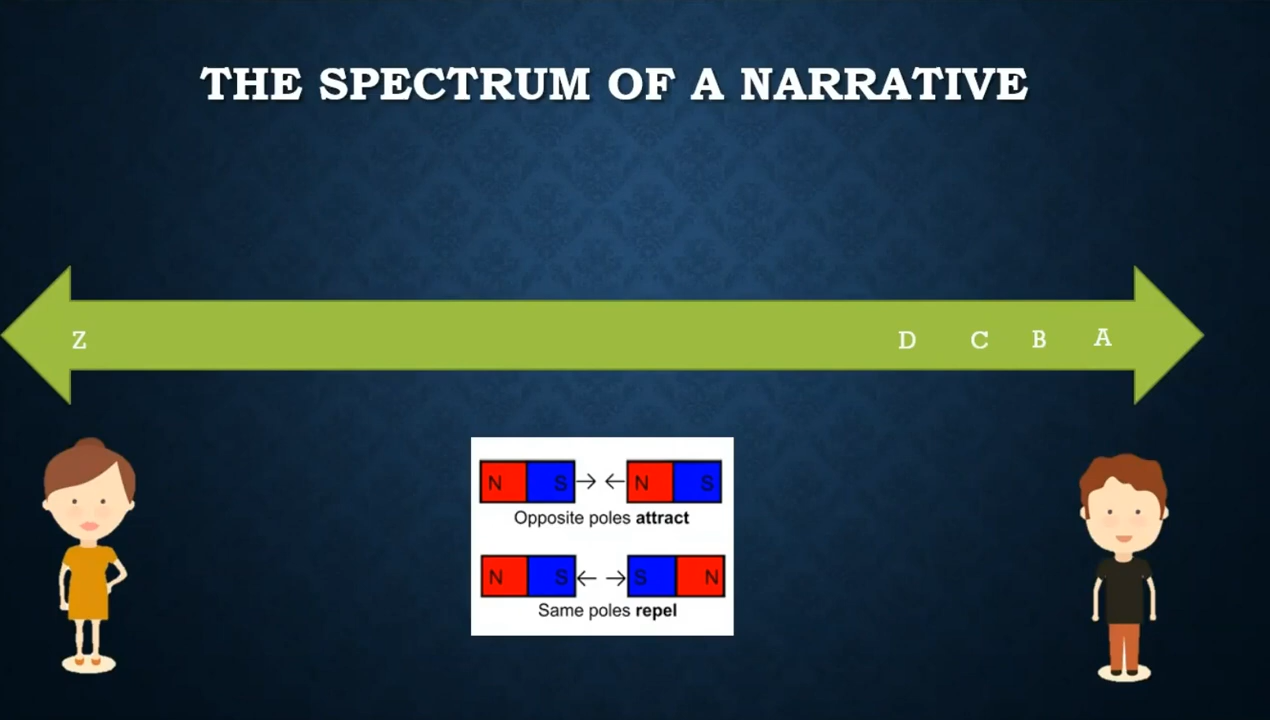 THE SPECTRUM OF A NARRATIVE
Z D C B A
N S N S
Opposite poles attract
N S S N
Same poles repel